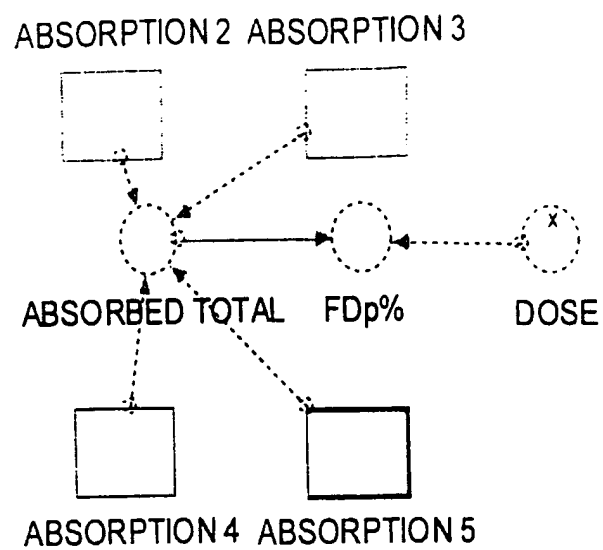 ABSORPTION 2 ABSORPTION 3
x
ABSORBED TOTAL FDp% DOSE
ABSORPTION 4 ABSORPTION 5